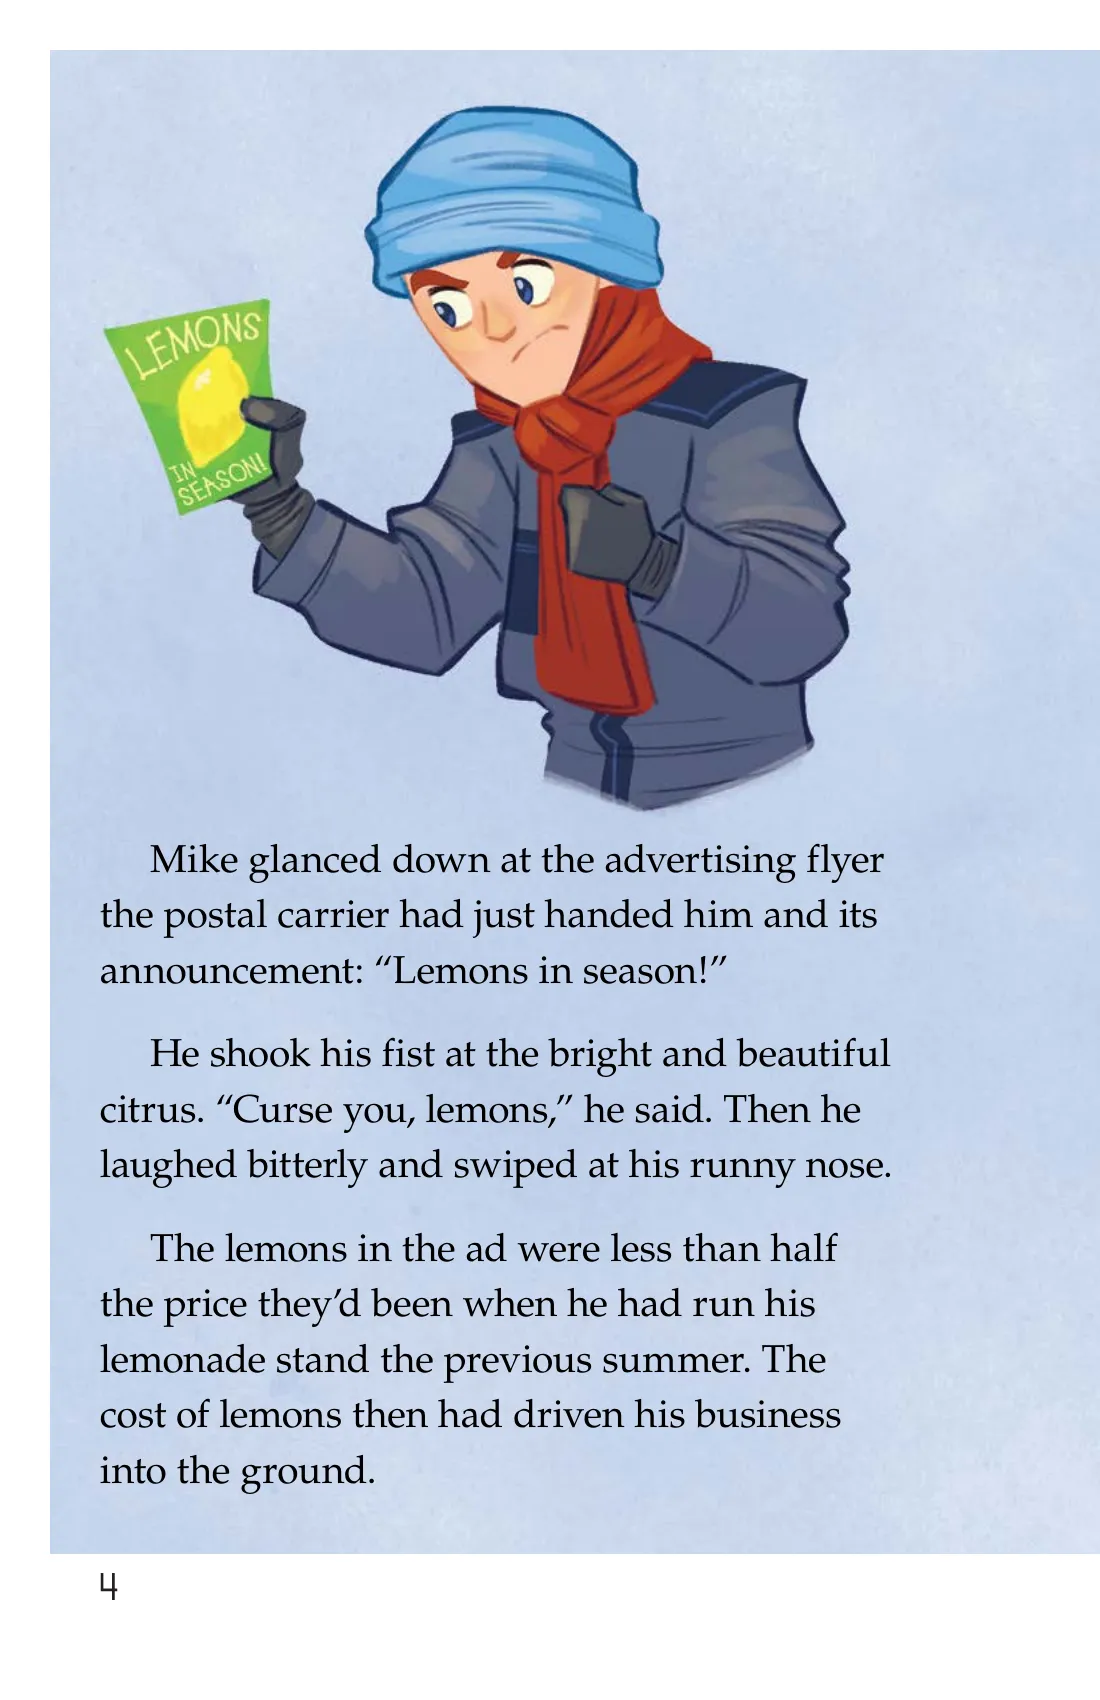 LEMONS
IN
SEASON!
Mike glanced down at the advertising flyer
the postal carrier had just handed him and its
announcement: “Lemons in season!”
He shook his fist at the bright and beautiful
citrus. “Curse you, lemons,” he said. Then he
laughed bitterly and swiped at his runny nose.
The lemons in the ad were less than half
the price they’d been when he had run his
lemonade stand the previous summer. The
cost of lemons then had driven his business
into the ground.
4